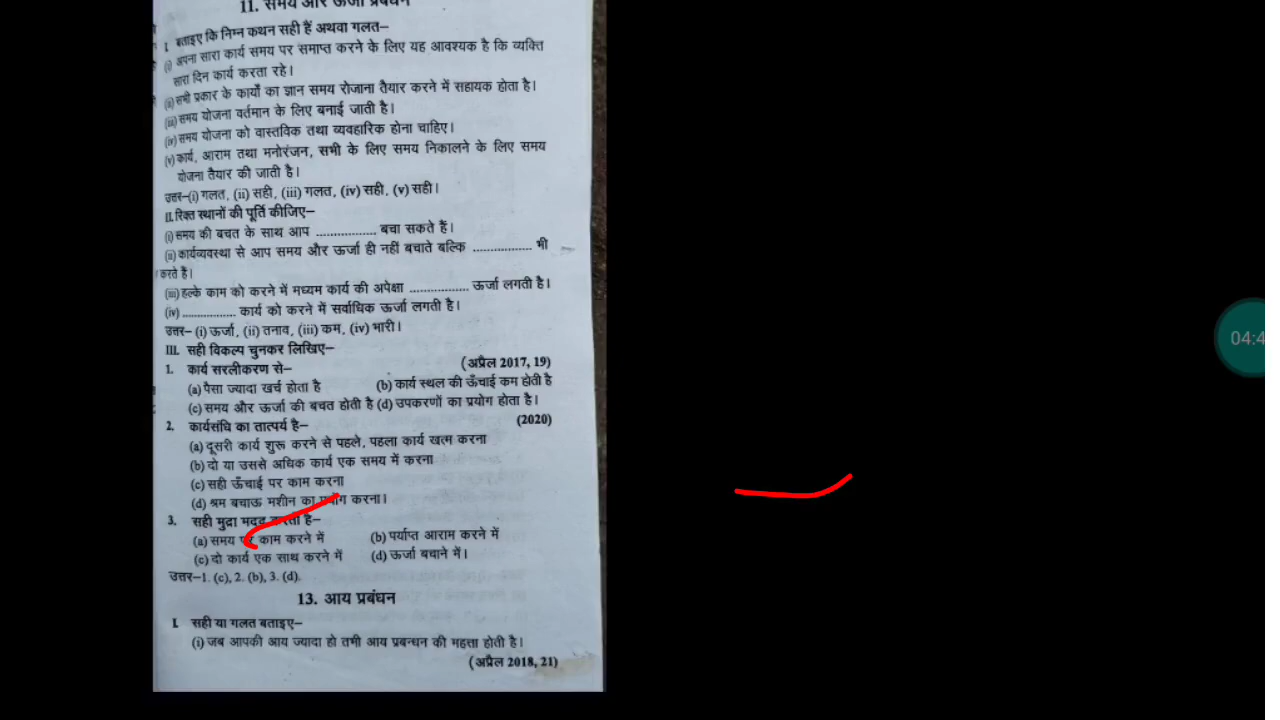 11. समय और ऊर्जा प्रबंधन
I. बताइए कि निम्न कथन सही हैं अथवा गलत–
(i) अपना सारा कार्य समय पर समाप्त करने के लिए यह आवश्यक है कि व्यक्ति
सारा दिन कार्य करता रहे।
(ii) सभी प्रकार के कार्यों का ज्ञान समय रोजाना तैयार करने में सहायक होता है।
(iii) समय योजना वर्तमान के लिए बनाई जाती है।
(iv) समय योजना को वास्तविक तथा व्यवहारिक होना चाहिए।
(v) कार्य, आराम तथा मनोरंजन, सभी के लिए समय निकालने के लिए समय
योजना तैयार की जाती है।
उत्तर–(i) गलत, (ii) सही, (iii) गलत, (iv) सही, (v) सही।
II. रिक्त स्थानों की पूर्ति कीजिए–
(i) समय की बचत के साथ आप ................ बचा सकते हैं।
(ii) कार्यव्यवस्था से आप समय और ऊर्जा ही नहीं बचाते बल्कि ................ भी
करते हैं।
(iii) हल्के काम को करने में मध्यम कार्य की अपेक्षा ................ ऊर्जा लगती है।
(iv) .............. कार्य को करने में सर्वाधिक ऊर्जा लगती है।
उत्तर– (i) ऊर्जा, (ii) तनाव, (iii) कम, (iv) भारी।
III. सही विकल्प चुनकर लिखिए–
1. कार्य सरलीकरण से– (अप्रैल 2017, 19)
(a) पैसा ज्यादा खर्च होता है (b) कार्य स्थल की ऊँचाई कम होती है
(c) समय और ऊर्जा की बचत होती है (d) उपकरणों का प्रयोग होता है।
2. कार्यसंधि का तात्पर्य है– (2020)
(a) दूसरी कार्य शुरू करने से पहले, पहला कार्य खत्म करना
(b) दो या उससे अधिक कार्य एक समय में करना
(c) सही ऊँचाई पर काम करना
(d) श्रम बचाऊ मशीन का प्रयोग करना।
3. सही मुद्रा मदद करती है–
(a) समय पर काम करने में (b) पर्याप्त आराम करने में
(c) दो कार्य एक साथ करने में (d) ऊर्जा बचाने में।
उत्तर–1. (c), 2. (b), 3. (d).
13. आय प्रबंधन
I. सही या गलत बताइए–
(i) जब आपकी आय ज्यादा हो तभी आय प्रबन्धन की महत्ता होती है।
(अप्रैल 2018, 21)
04:4